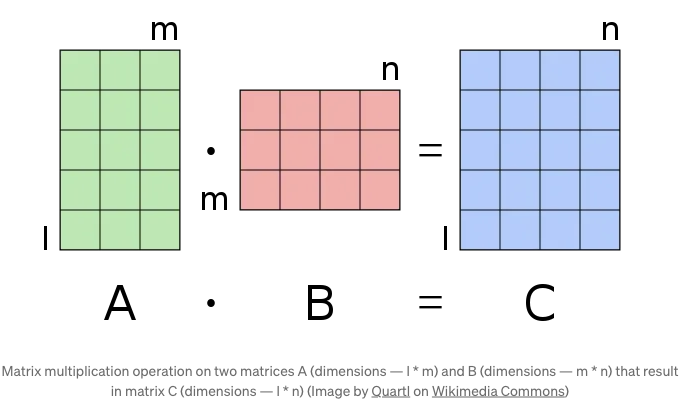 m
n
n
· =
m
l
l
A · B = C
Matrix multiplication operation on two matrices A (dimensions — l * m) and B (dimensions — m * n) that result
in matrix C (dimensions — l * n) (Image by Quartl on Wikimedia Commons)